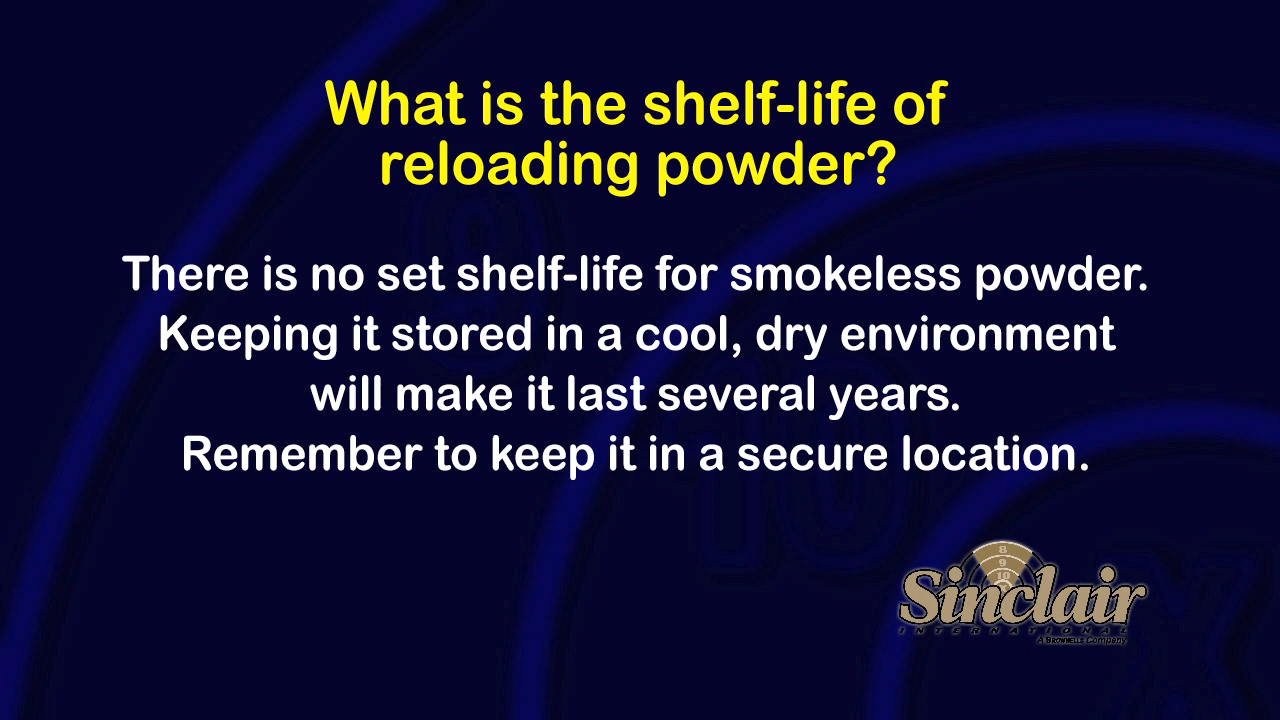 What is the shelf-life of
reloading powder?
There is no set shelf-life for smokeless powder.
Keeping it stored in a cool, dry environment
will make it last several years.
Remember to keep it in a secure location.
8
9
10
Sinclair
INTERNATIONAL
A BROWNELLS Company
9
10
X